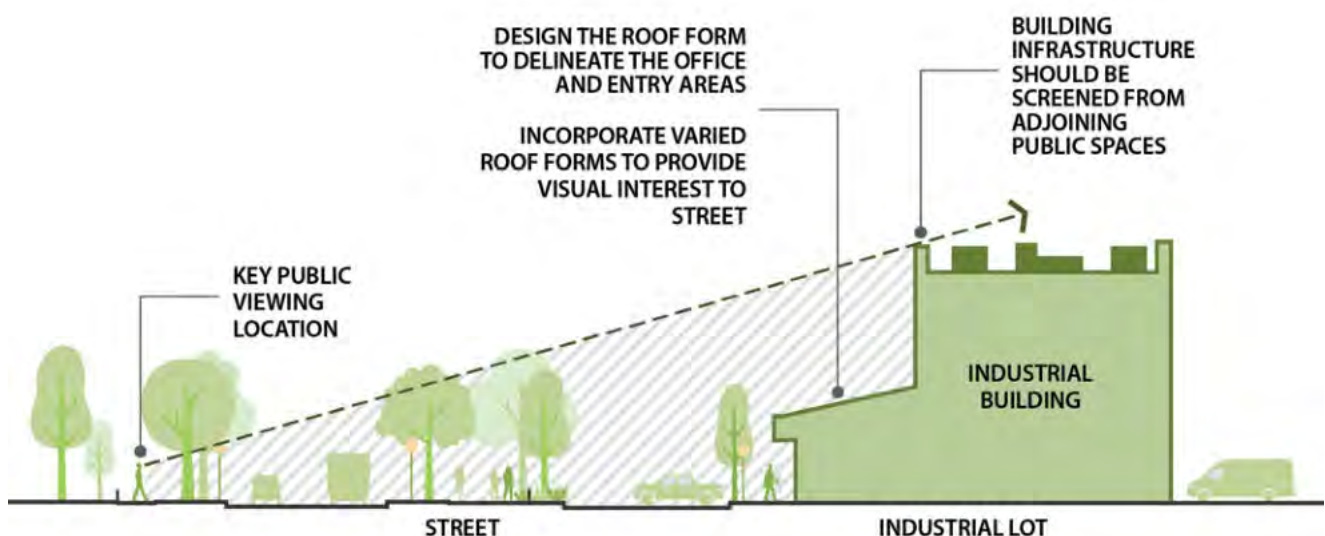 DESIGN THE ROOF FORM
TO DELINEATE THE OFFICE
AND ENTRY AREAS
INCORPORATE VARIED
ROOF FORMS TO PROVIDE
VISUAL INTEREST TO
STREET
BUILDING
INFRASTRUCTURE
SHOULD BE
SCREENED FROM
ADJOINING
PUBLIC SPACES
KEY PUBLIC
VIEWING
LOCATION
INDUSTRIAL
BUILDING
STREET
INDUSTRIAL LOT